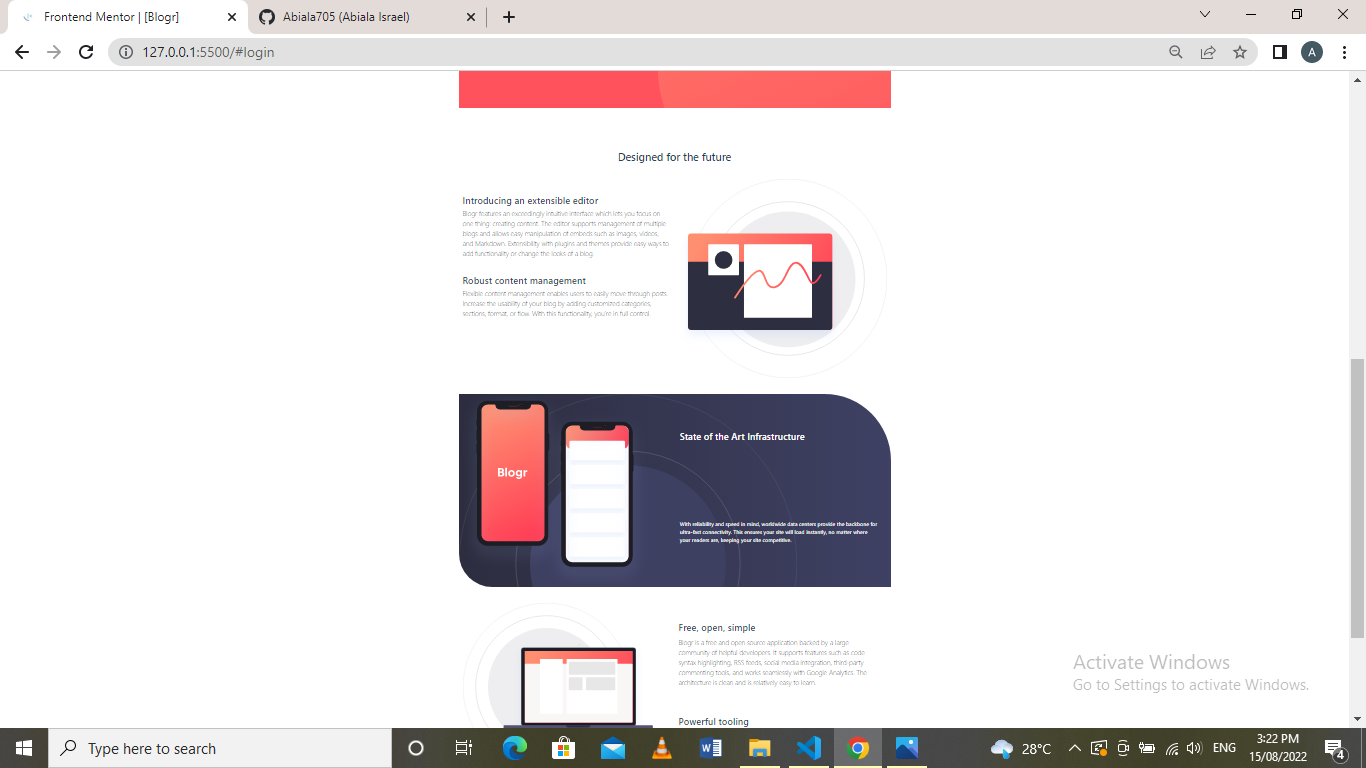 Frontend Mentor | [Blogr]
Abiala705 (Abiala Israel)
127.0.0.1:5500/#login
A
Designed for the future
Introducing an extensible editor
Blogr features an exceedingly intuitive interface which lets you focus on
one thing: creating content. The editor supports management of multiple
blogs and allows easy manipulation of embeds such as images, videos,
and Markdown. Extensibility with plugins and themes provide easy ways to
add functionality or change the looks of a blog.
Robust content management
Flexible content management enables users to easily move through posts.
Increase the usability of your blog by adding customized categories,
sections, format, or flow. With this functionality, you're in full control.
Blogr
State of the Art Infrastructure
With reliability and speed in mind, worldwide data centers provide the backbone for
ultra-fast connectivity. This ensures your site will load instantly, no matter where
your readers are, keeping your site competitive.
Free, open, simple
Blogr is a free and open source application backed by a large
community of helpful developers. It supports features such as code
syntax highlighting, RSS feeds, social media integration, third-party
commenting tools, and works seamlessly with Google Analytics. The
architecture is clean and is relatively easy to learn.
Powerful tooling
Activate Windows
Go to Settings to activate Windows.
Type here to search
28°C
ENG
3:22 PM
15/08/2022
4